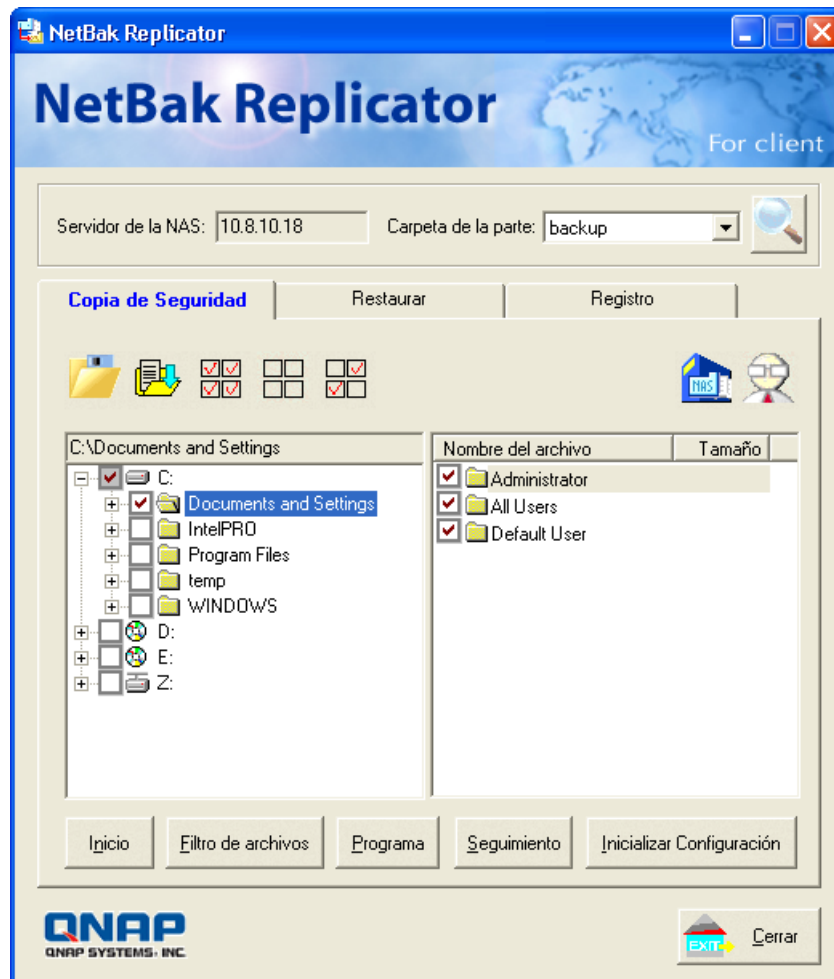 NetBak Replicator
NetBak Replicator
For client
Servidor de la NAS: 10.8.10.18 Carpeta de la parte: backup
Copia de Seguridad Restaurar Registro
NAS
C:\Documents and Settings
C:
Documents and Settings
IntelPRO
Program Files
temp
WINDOWS
D:
E:
Z:
Nombre del archivo Tamaño
Administrator
All Users
Default User
Inicio Filtro de archivos Programa Seguimiento Inicializar Configuración
QNAP
QNAP SYSTEMS, INC
EXIT Cerrar